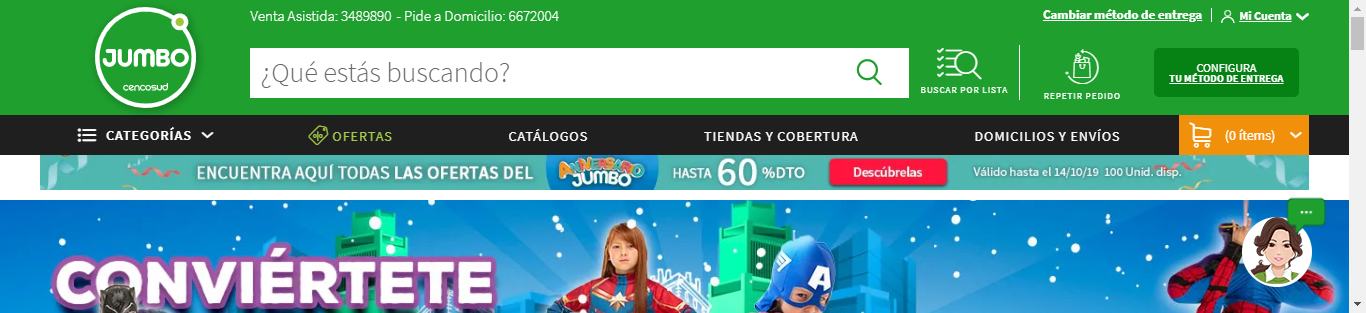 Venta Asistida: 3489890 - Pide a Domicilio: 6672004
Cambiar método de entrega
Mi Cuenta
JUMBO
cencosud
¿Qué estás buscando?
BUSCAR POR LISTA
REPETIR PEDIDO
CONFIGURA
TU MÉTODO DE ENTREGA
CATEGORÍAS
OFERTAS
CATÁLOGOS
TIENDAS Y COBERTURA
DOMICILIOS Y ENVÍOS
(0 ítems)
ENCUENTRA AQUÍ TODAS LAS OFERTAS DEL
ANIVERSARIO
JUMBO
HASTA 60 %DTO
Descúbrelas
Válido hasta el 14/10/19 100 Unid. disp.
CONVIÉRTETE
A